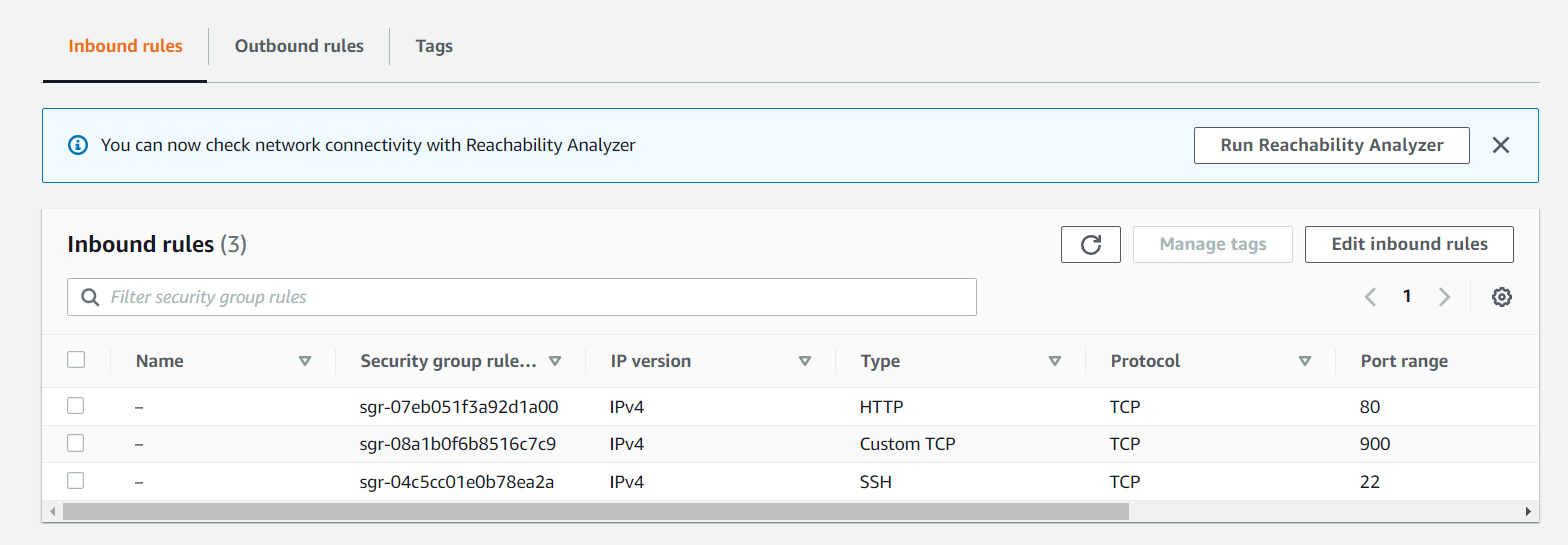 Inbound rules Outbound rules Tags
You can now check network connectivity with Reachability Analyzer Run Reachability Analyzer
Inbound rules (3) Manage tags Edit inbound rules
Filter security group rules 1
Name Security group rule... IP version Type Protocol Port range
– sgr-07eb051f3a92d1a00 IPv4 HTTP TCP 80
– sgr-08a1b0f6b8516c7c9 IPv4 Custom TCP TCP 900
– sgr-04c5cc01e0b78ea2a IPv4 SSH TCP 22